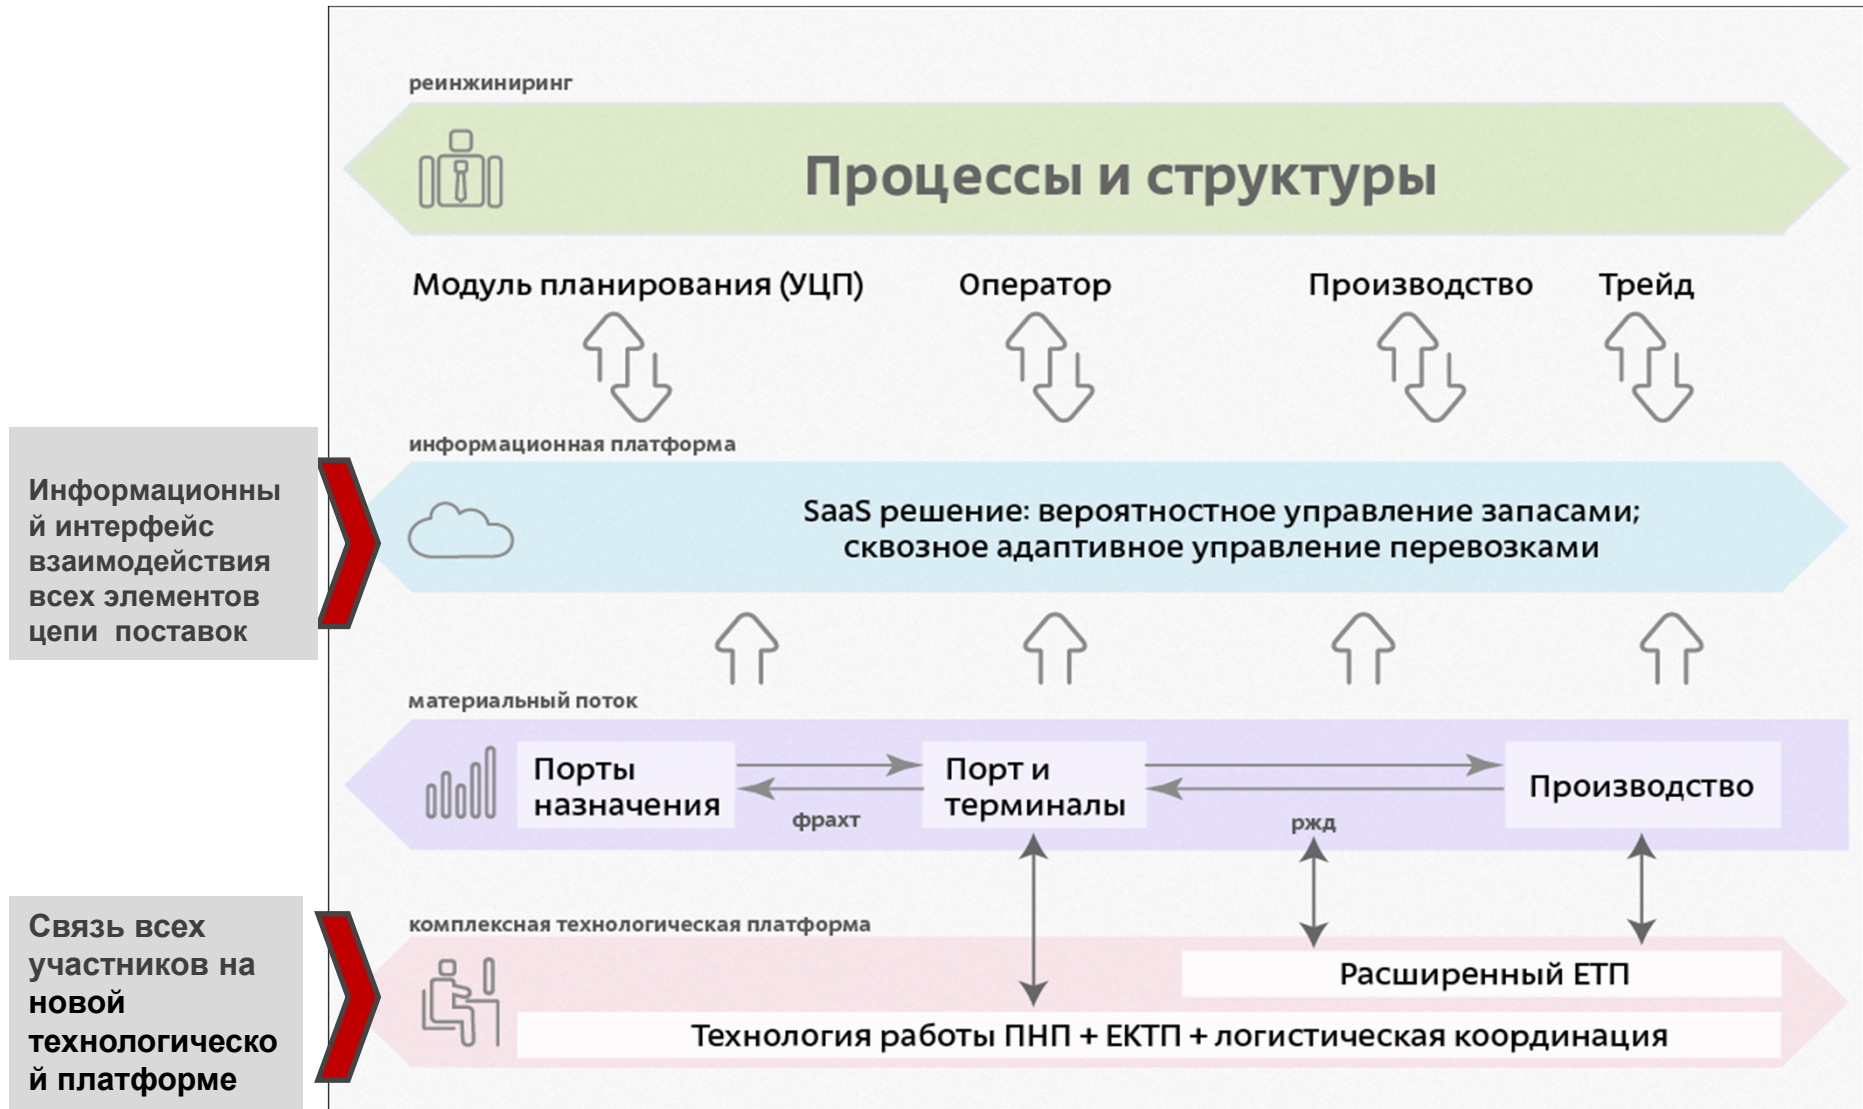 реинжиниринг
Процессы и структуры
Модуль планирования (УЦП)
Оператор
Производство
Трейд
информационная платформа
Информационны
й интерфейс
взаимодействия
всех элементов
цепи поставок
SaaS решение: вероятностное управление запасами;
сквозное адаптивное управление перевозками
материальный поток
Порты
назначения
фрахт
Порт и
терминалы
ржд
Производство
Связь всех
участников на
новой
технологическо
й платформе
комплексная технологическая платформа
Расширенный ЕТП
Технология работы ПНП + ЕКТП + логистическая координация